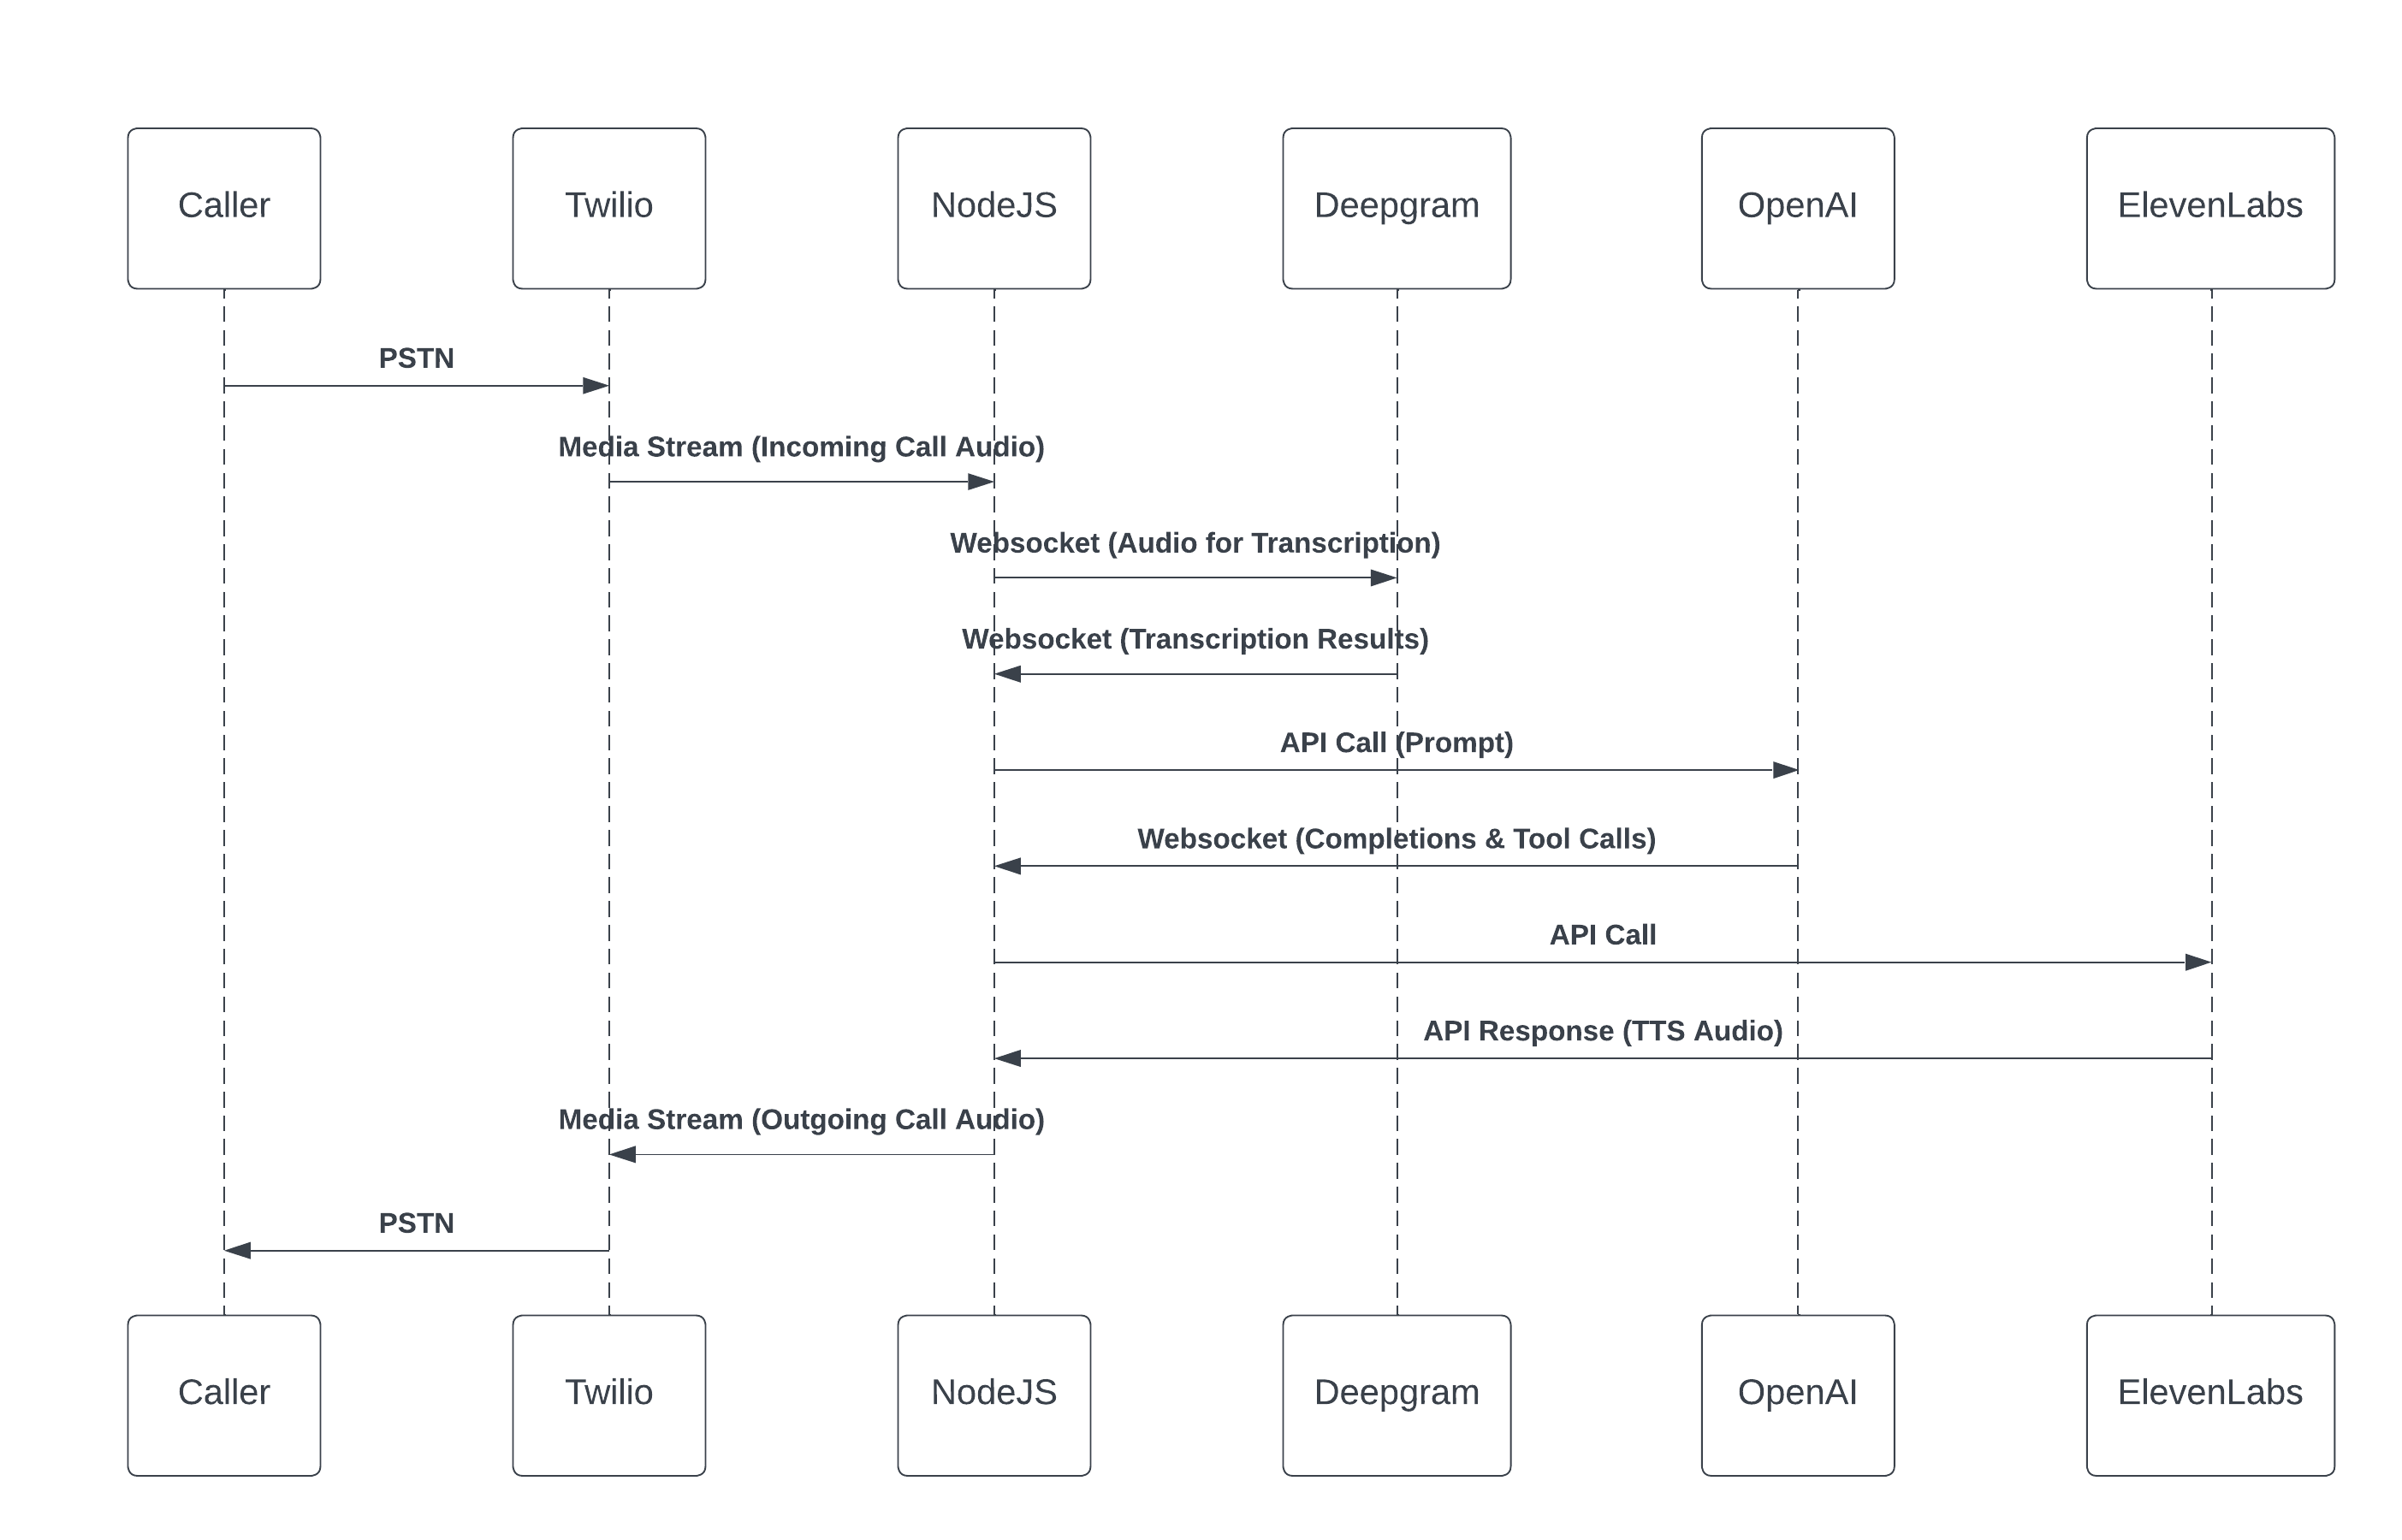 Caller
Twilio
NodeJS
Deepgram
OpenAI
ElevenLabs
PSTN
Media Stream (Incoming Call Audio)
Websocket (Audio for Transcription)
Websocket (Transcription Results)
API Call (Prompt)
Websocket (Completions & Tool Calls)
API Call
API Response (TTS Audio)
Media Stream (Outgoing Call Audio)
PSTN
Caller
Twilio
NodeJS
Deepgram
OpenAI
ElevenLabs